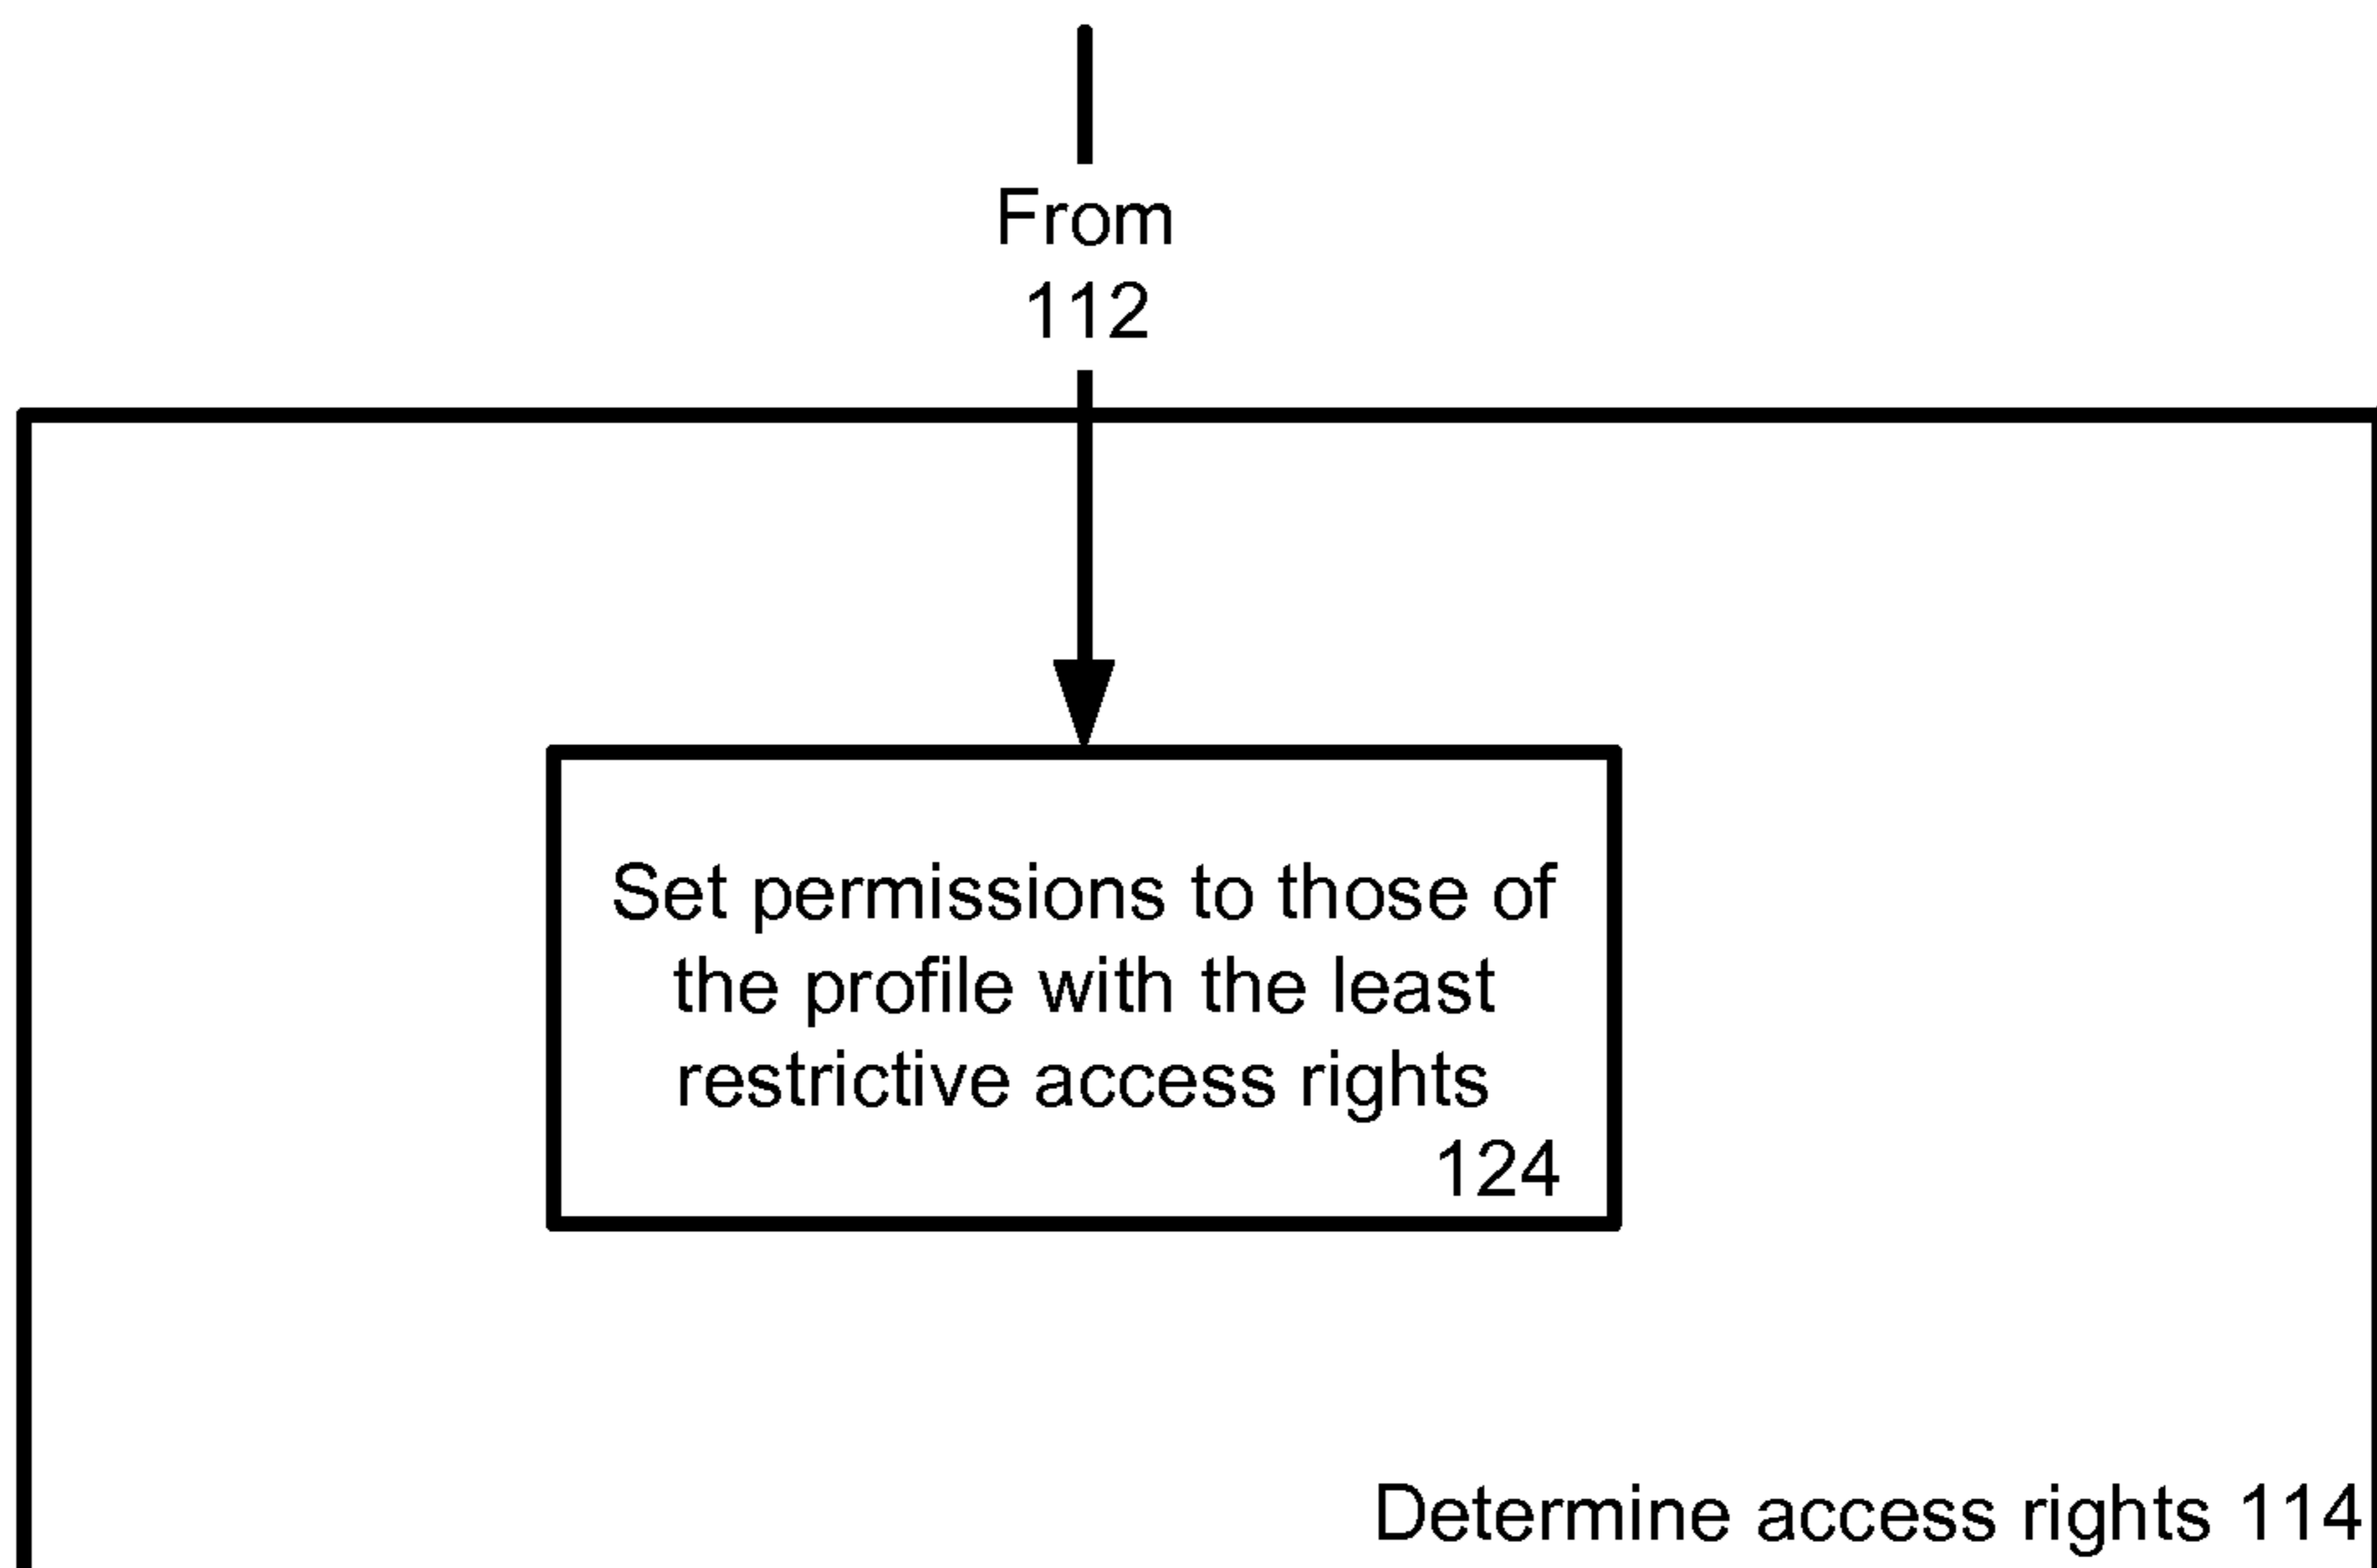 From
112
Set permissions to those of
the profile with the least
restrictive access rights
124
Determine access rights 114